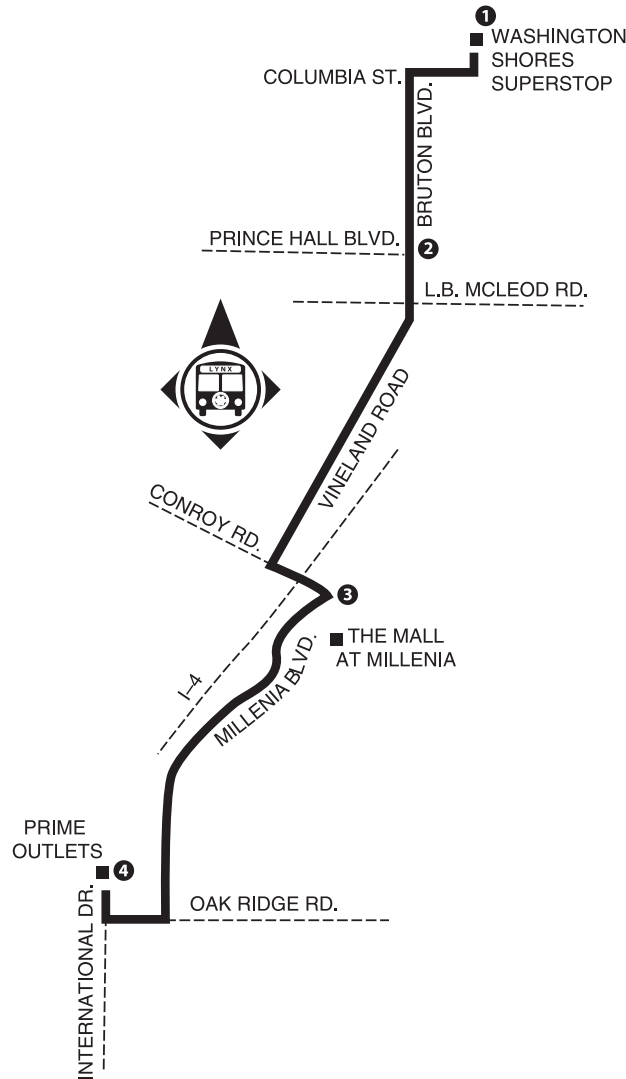 1
WASHINGTON
SHORES
SUPERSTOP
COLUMBIA ST.
BRUTON BLVD.
PRINCE HALL BLVD.
2
L.B. MCLEOD RD.
LYNX
VINELAND ROAD
CONROY RD.
3
THE MALL
AT MILLENIA
I–4
MILLENIA BLVD.
PRIME
OUTLETS
4
OAK RIDGE RD.
INTERNATIONAL DR.